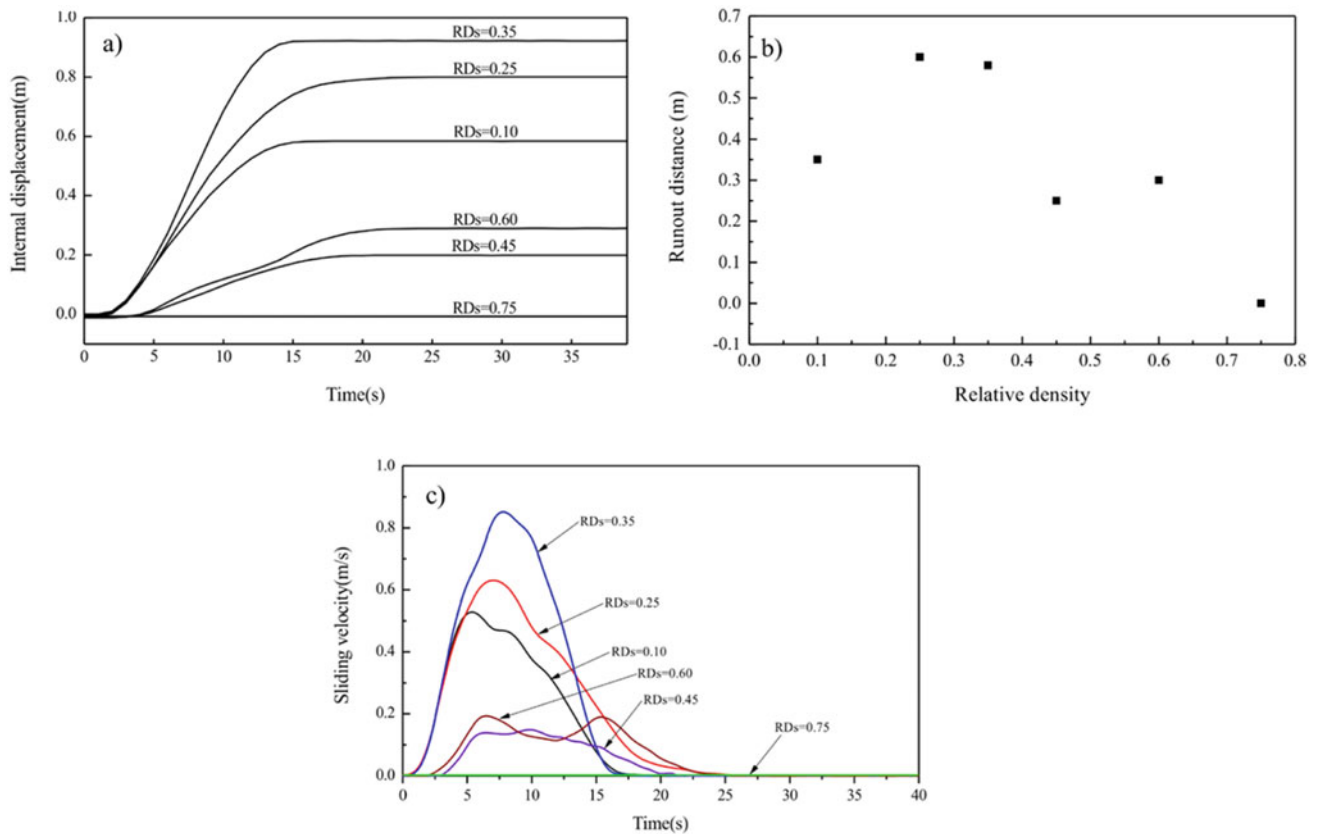 a)
Internal displacement(m)
1.0
0.8
0.6
0.4
0.2
0.0
RDs=0.35
RDs=0.25
RDs=0.10
RDs=0.60
RDs=0.45
RDs=0.75
0 5 10 15 20 25 30 35
Time(s)
b)
Runout distance (m)
0.7
0.6
0.5
0.4
0.3
0.2
0.1
0.0
-0.1
0.0 0.1 0.2 0.3 0.4 0.5 0.6 0.7 0.8
Relative density
c)
Sliding velocity(m/s)
1.0
0.8
0.6
0.4
0.2
0.0
RDs=0.35
RDs=0.25
RDs=0.10
RDs=0.60
RDs=0.45
RDs=0.75
0 5 10 15 20 25 30 35 40
Time(s)